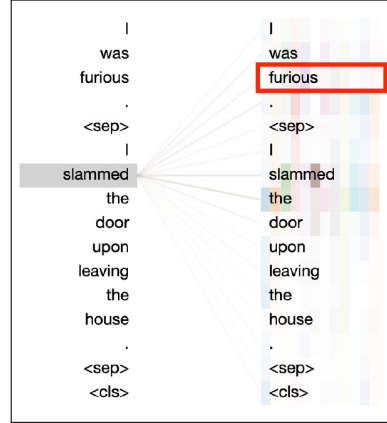 I I
was was
furious furious
. .
<sep> <sep>
I I
slammed slammed
the the
door door
upon upon
leaving leaving
the the
house house
. .
<sep> <sep>
<cls> <cls>